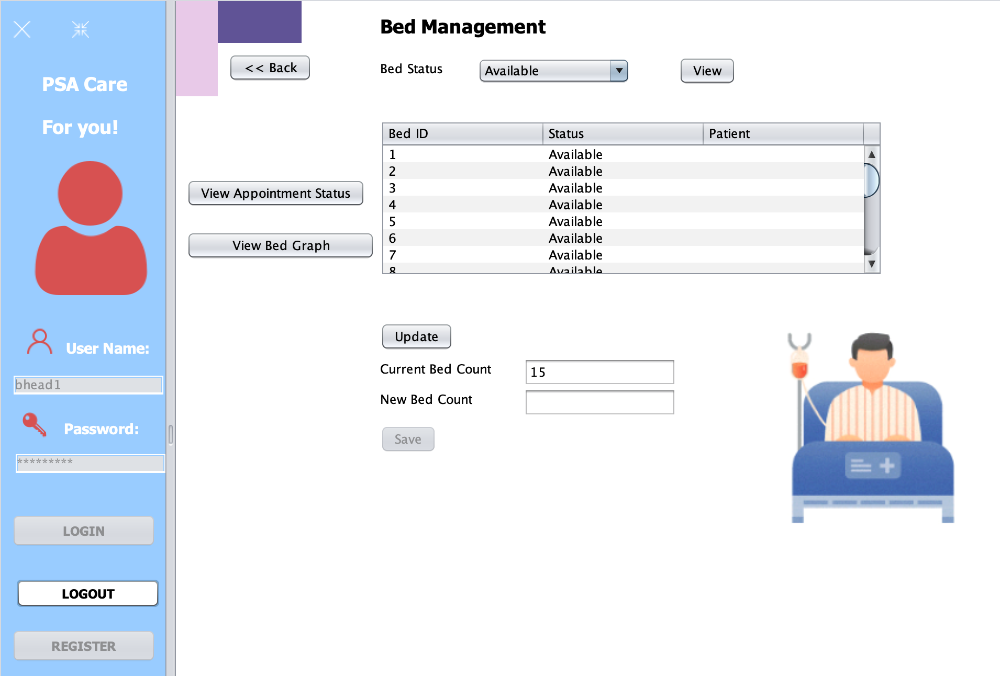 PSA Care
For you!
User Name:
bhead1
Password:
*********
LOGIN
LOGOUT
REGISTER
Bed Management
<< Back
Bed Status
Available
View
Bed ID Status Patient
1 Available
2 Available
3 Available
4 Available
5 Available
6 Available
7 Available
8 Available
View Appointment Status
View Bed Graph
Update
Current Bed Count 15
New Bed Count
Save